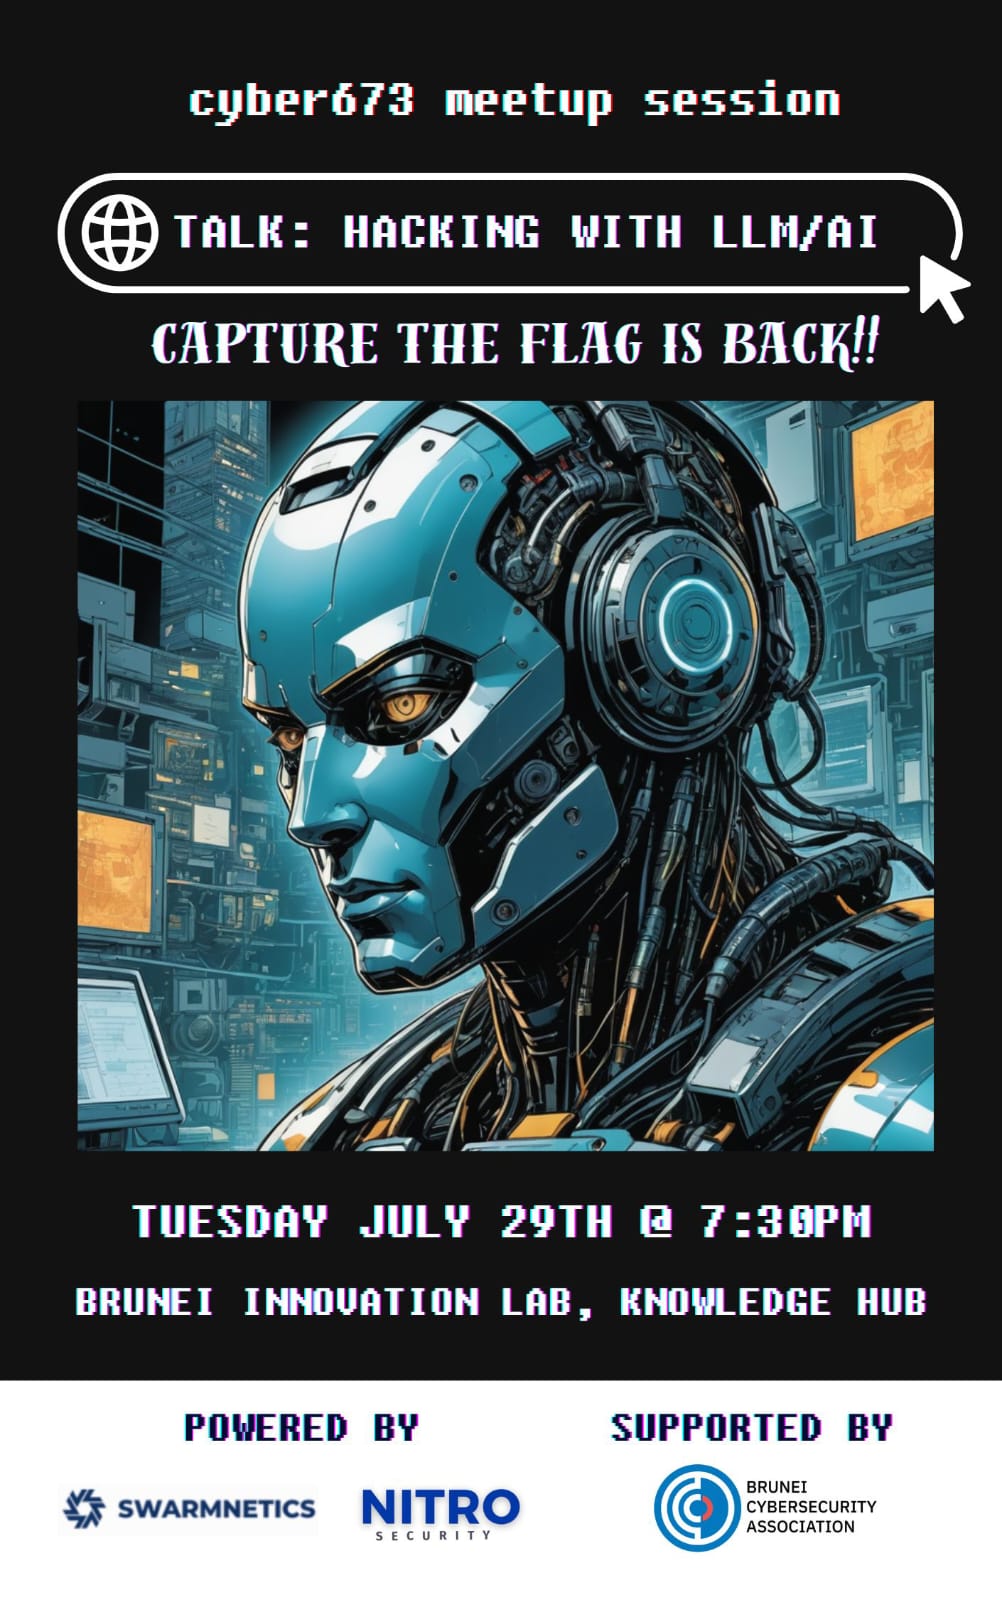 cyber673 meetup session
TALK: HACKING WITH LLM/AI
CAPTURE THE FLAG IS BACK!!
TUESDAY JULY 29TH @ 7:30PM
BRUNEI INNOVATION LAB, KNOWLEDGE HUB
POWERED BY
SWARMNETICS
NITRO
SECURITY
SUPPORTED BY
BRUNEI
CYBERSECURITY
ASSOCIATION